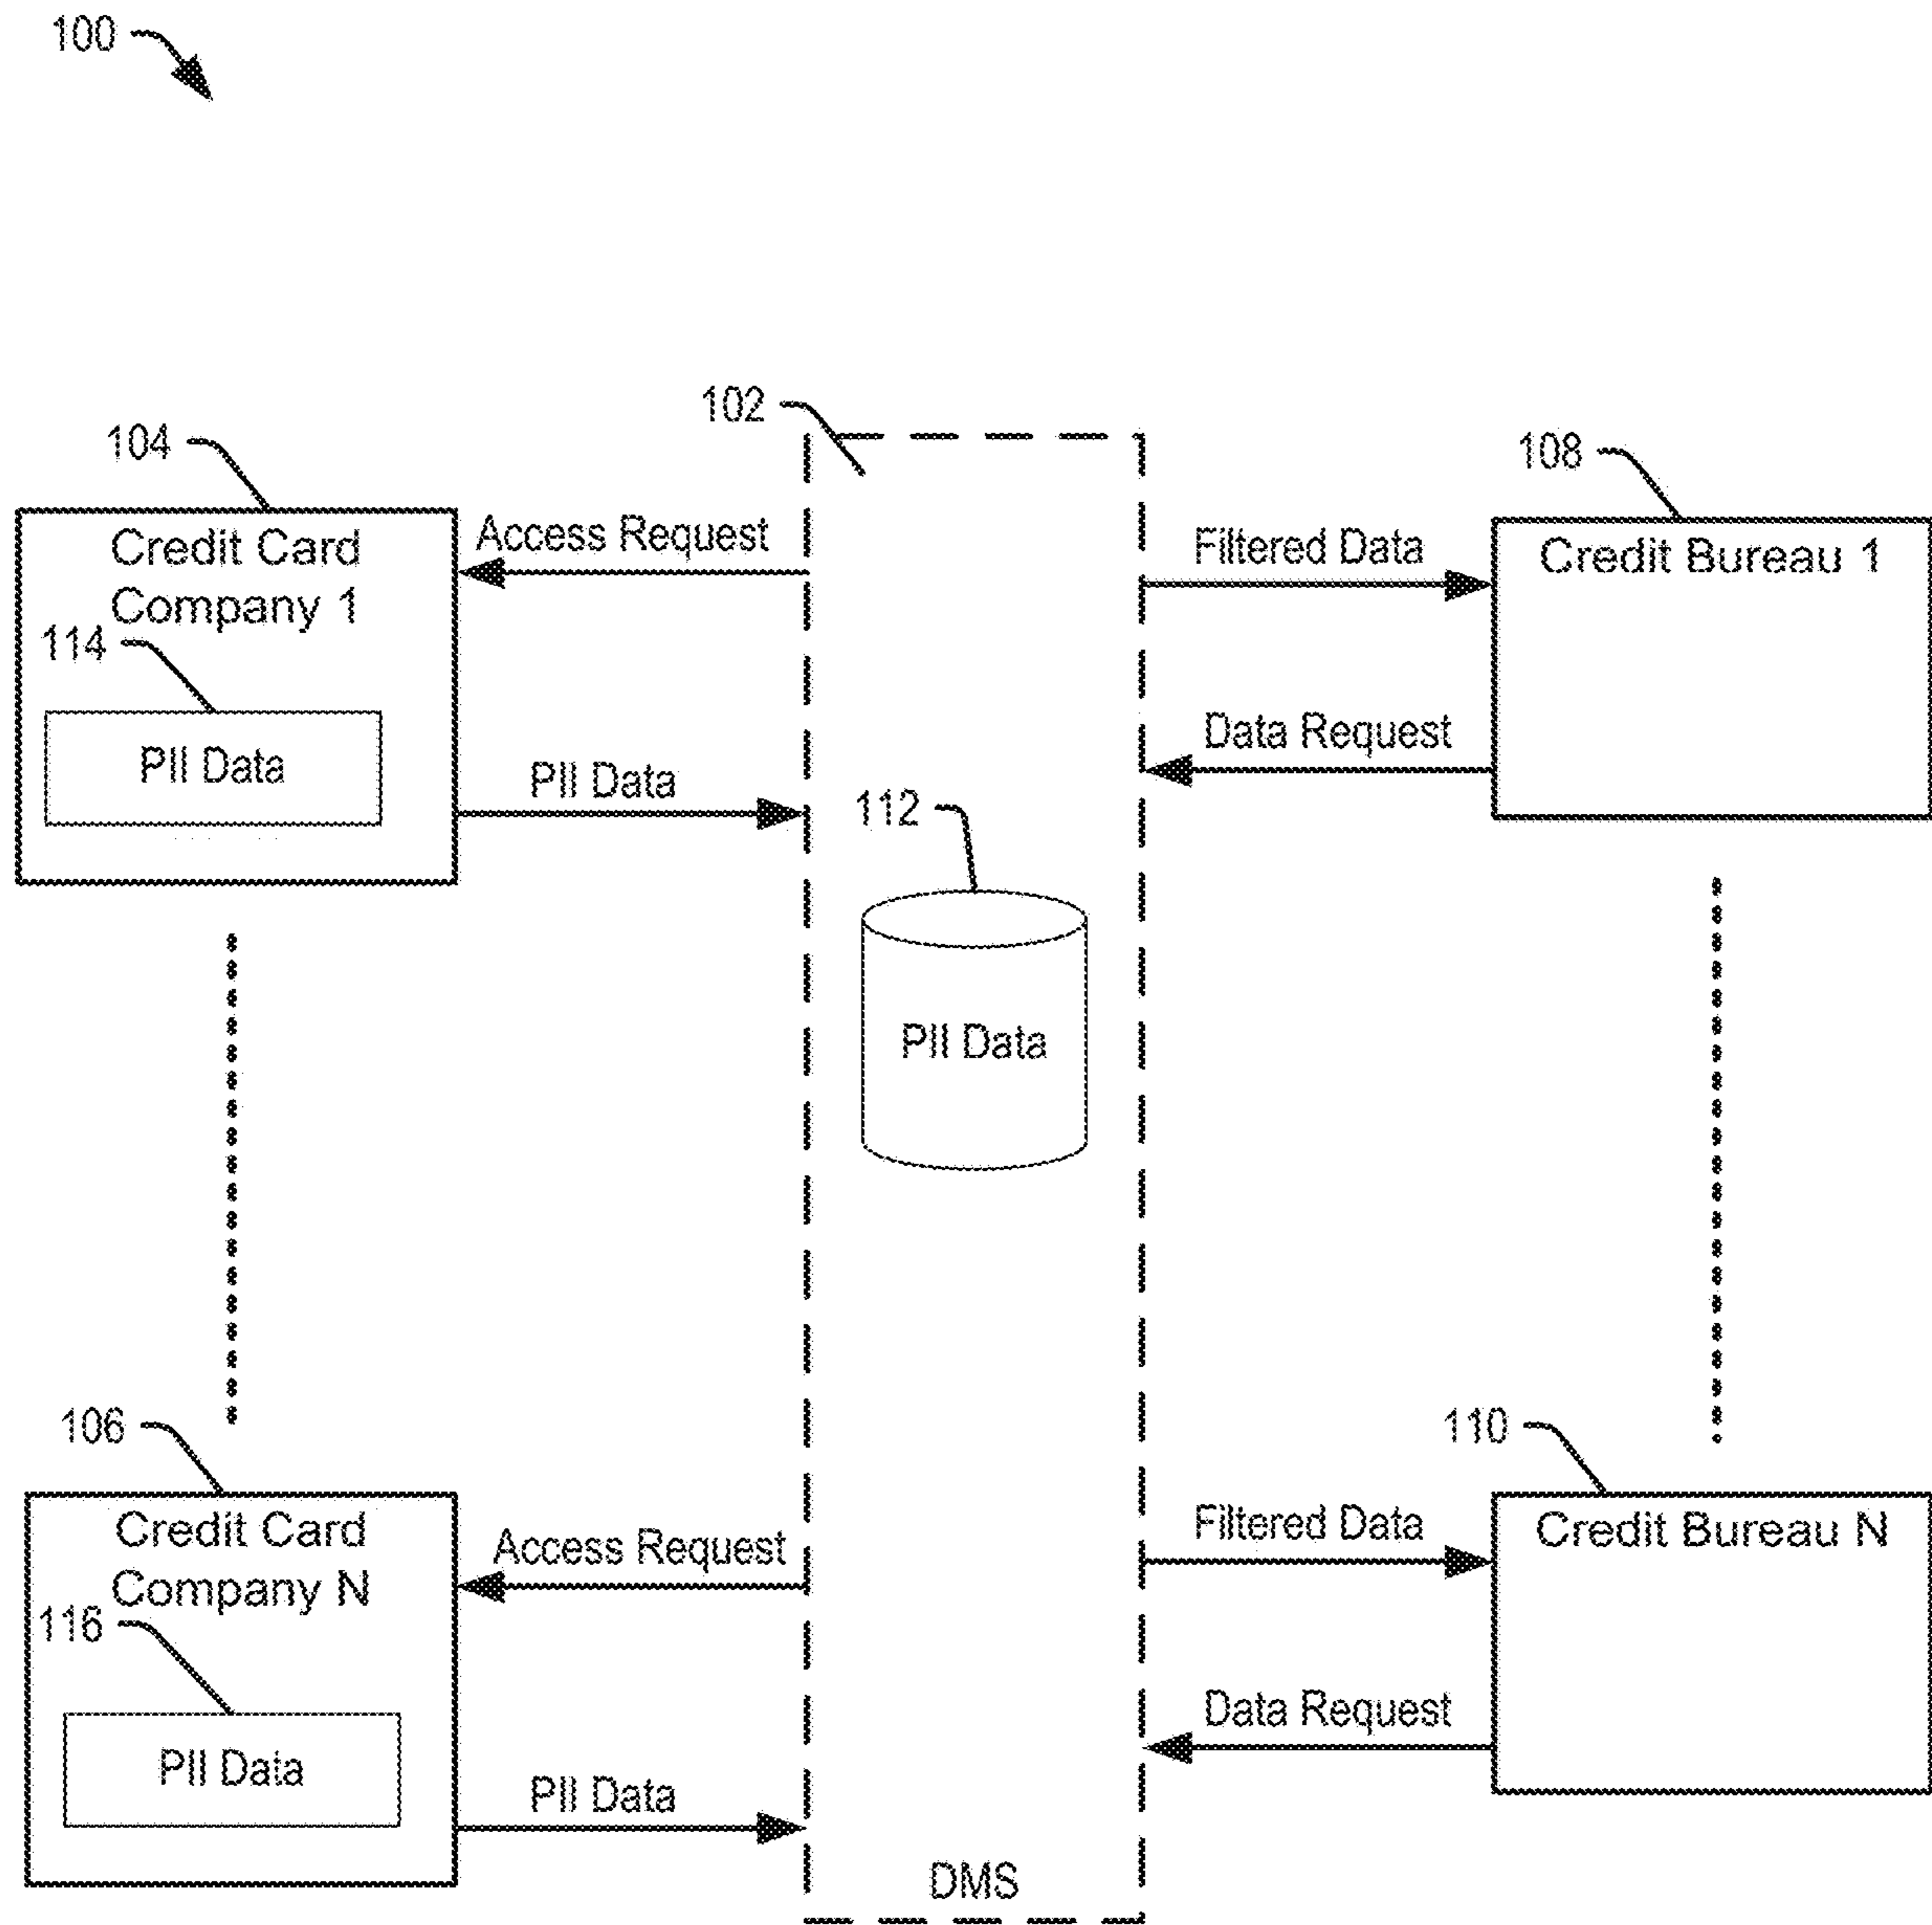 100
102
104
108
Credit Card
Company 1
Access Request
Filtered Data
Credit Bureau 1
114
PII Data
PII Data
Data Request
112
PII Data
106
110
Credit Card
Company N
Access Request
Filtered Data
Credit Bureau N
116
PII Data
PII Data
Data Request
DMS